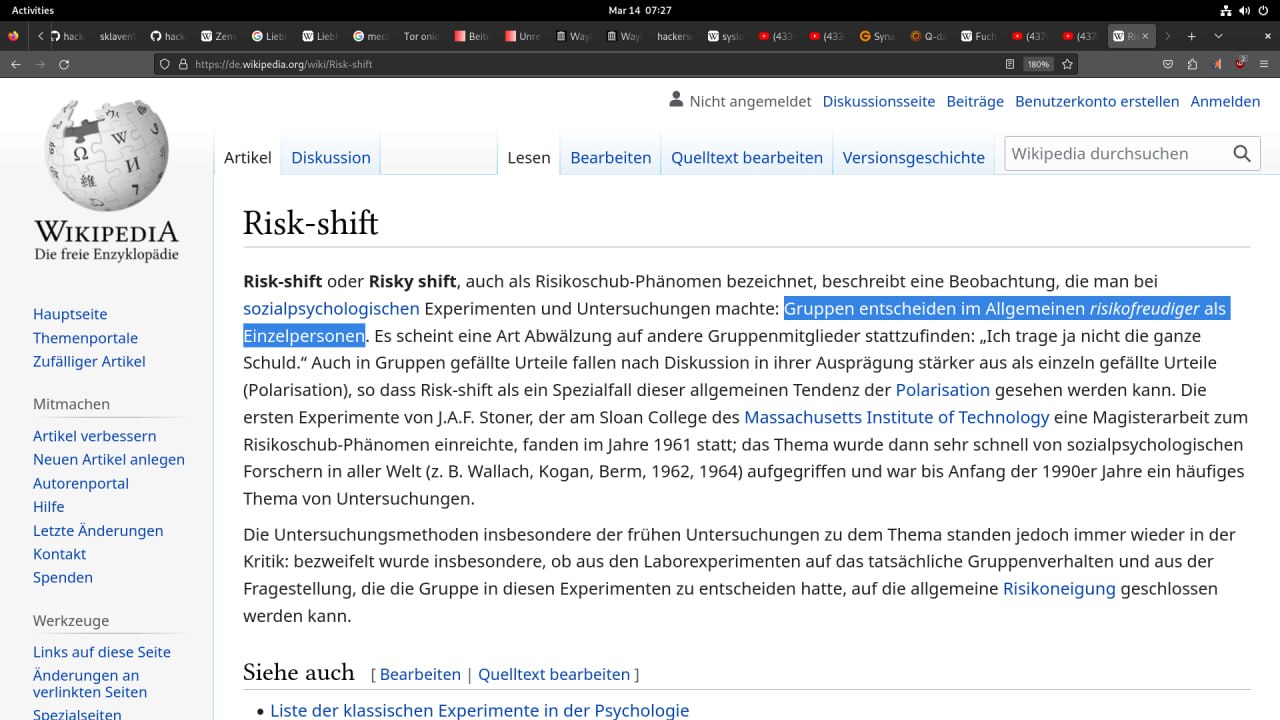 Activities
Mar 14 07:27
hack
sklaven
hack
Zens
Liebl
Liebl
mec
Tor onio
Beitr
Unre
Way
Way
hackers
syslo
(433
(433
Syna
Q-da
Fuch
(437
(437
https://de.wikipedia.org/wiki/Risk-shift
180%
Nicht angemeldet Diskussionsseite Beiträge Benutzerkonto erstellen Anmelden
Artikel Diskussion Lesen Bearbeiten Quelltext bearbeiten Versionsgeschichte Wikipedia durchsuchen
WIKIPEDIA
Die freie Enzyklopädie
Hauptseite
Themenportale
Zufälliger Artikel
Mitmachen
Artikel verbessern
Neuen Artikel anlegen
Autorenportal
Hilfe
Letzte Änderungen
Kontakt
Spenden
Werkzeuge
Links auf diese Seite
Änderungen an
verlinkten Seiten
Spezialseiten
Risk-shift
Risk-shift oder Risky shift, auch als Risikoschub-Phänomen bezeichnet, beschreibt eine Beobachtung, die man bei
sozialpsychologischen Experimenten und Untersuchungen machte: Gruppen entscheiden im Allgemeinen risikofreudiger als
Einzelpersonen. Es scheint eine Art Abwälzung auf andere Gruppenmitglieder stattzufinden: „Ich trage ja nicht die ganze
Schuld.“ Auch in Gruppen gefällte Urteile fallen nach Diskussion in ihrer Ausprägung stärker aus als einzeln gefällte Urteile
(Polarisation), so dass Risk-shift als ein Spezialfall dieser allgemeinen Tendenz der Polarisation gesehen werden kann. Die
ersten Experimente von J.A.F. Stoner, der am Sloan College des Massachusetts Institute of Technology eine Magisterarbeit zum
Risikoschub-Phänomen einreichte, fanden im Jahre 1961 statt; das Thema wurde dann sehr schnell von sozialpsychologischen
Forschern in aller Welt (z. B. Wallach, Kogan, Berm, 1962, 1964) aufgegriffen und war bis Anfang der 1990er Jahre ein häufiges
Thema von Untersuchungen.
Die Untersuchungsmethoden insbesondere der frühen Untersuchungen zu dem Thema standen jedoch immer wieder in der
Kritik: bezweifelt wurde insbesondere, ob aus den Laborexperimenten auf das tatsächliche Gruppenverhalten und aus der
Fragestellung, die die Gruppe in diesen Experimenten zu entscheiden hatte, auf die allgemeine Risikoneigung geschlossen
werden kann.
Siehe auch [ Bearbeiten | Quelltext bearbeiten ]
• Liste der klassischen Experimente in der Psychologie